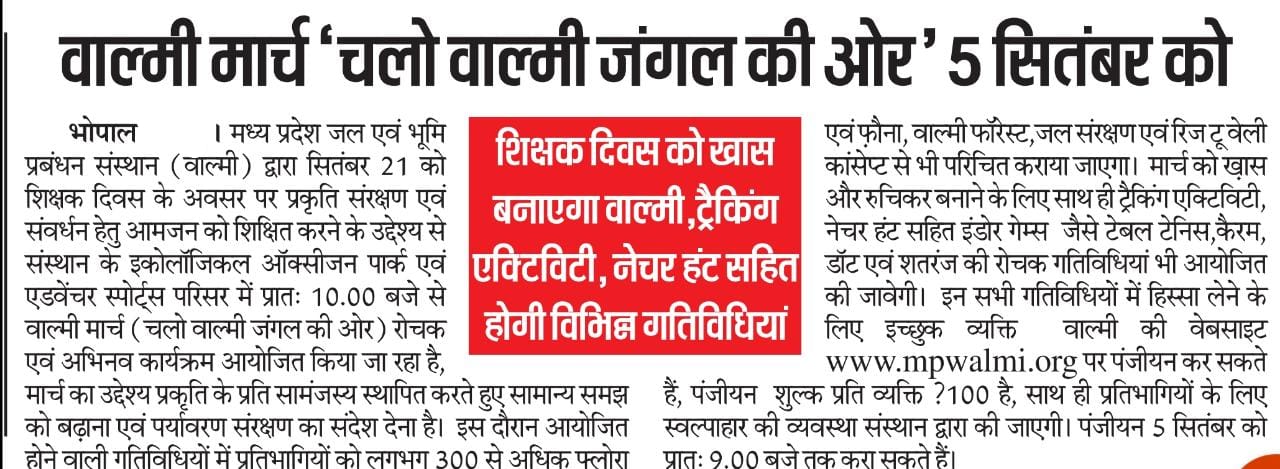 वाल्मी मार्च ‘चलो वाल्मी जंगल की ओर’ 5 सितंबर को
भोपाल । मध्य प्रदेश जल एवं भूमि
प्रबंधन संस्थान (वाल्मी) द्वारा सितंबर 21 को
शिक्षक दिवस के अवसर पर प्रकृति संरक्षण एवं
संवर्धन हेतु आमजन को शिक्षित करने के उद्देश्य से
संस्थान के इकोलॉजिकल ऑक्सीजन पार्क एवं
एडवेंचर स्पोर्ट्स परिसर में प्रातः 10.00 बजे से
वाल्मी मार्च (चलो वाल्मी जंगल की ओर) रोचक
एवं अभिनव कार्यक्रम आयोजित किया जा रहा है,
मार्च का उद्देश्य प्रकृति के प्रति सामंजस्य स्थापित करते हुए सामान्य समझ
को बढ़ाना एवं पर्यावरण संरक्षण का संदेश देना है। इस दौरान आयोजित
होने वाली गतिविधियों में प्रतिभागियों को लगभग 300 से अधिक फ्लोरा
शिक्षक दिवस को खास
बनाएगा वाल्मी,ट्रैकिंग
एक्टिविटी, नेचर हंट सहित
होगी विभिन्न गतिविधियां
एवं फ़ौना, वाल्मी फॉरेस्ट,जल संरक्षण एवं रिज टू वेली
कांसेप्ट से भी परिचित कराया जाएगा। मार्च को ख़ास
और रुचिकर बनाने के लिए साथ ही ट्रैकिंग एक्टिविटी,
नेचर हंट सहित इंडोर गेम्स जैसे टेबल टेनिस,कैरम,
डॉट एवं शतरंज की रोचक गतिविधियां भी आयोजित
की जावेगी। इन सभी गतिविधियों में हिस्सा लेने के
लिए इच्छुक व्यक्ति वाल्मी की वेबसाइट
www.mpwalmi.org पर पंजीयन कर सकते
हैं, पंजीयन शुल्क प्रति व्यक्ति ?100 है, साथ ही प्रतिभागियों के लिए
स्वल्पाहार की व्यवस्था संस्थान द्वारा की जाएगी। पंजीयन 5 सितंबर को
प्रातः 9.00 बजे तक करा सकते हैं।